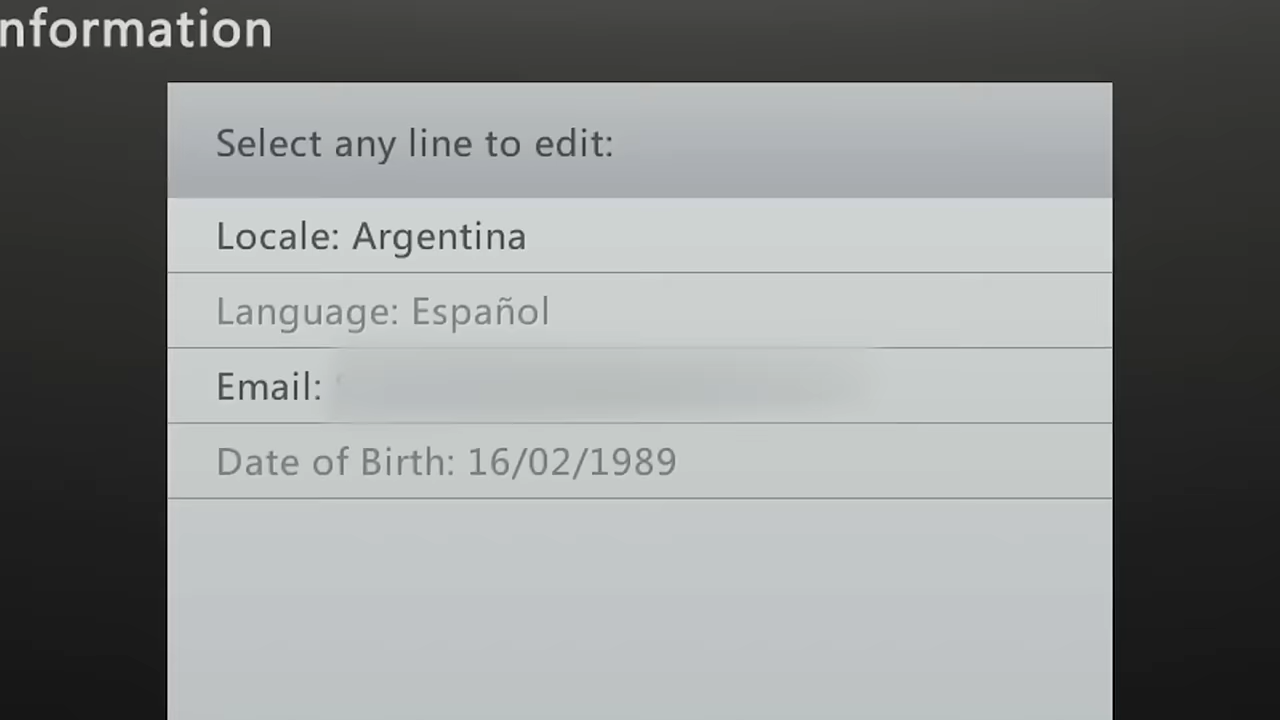 nformation
Select any line to edit:
Locale: Argentina
Language: Español
Email:
Date of Birth: 16/02/1989